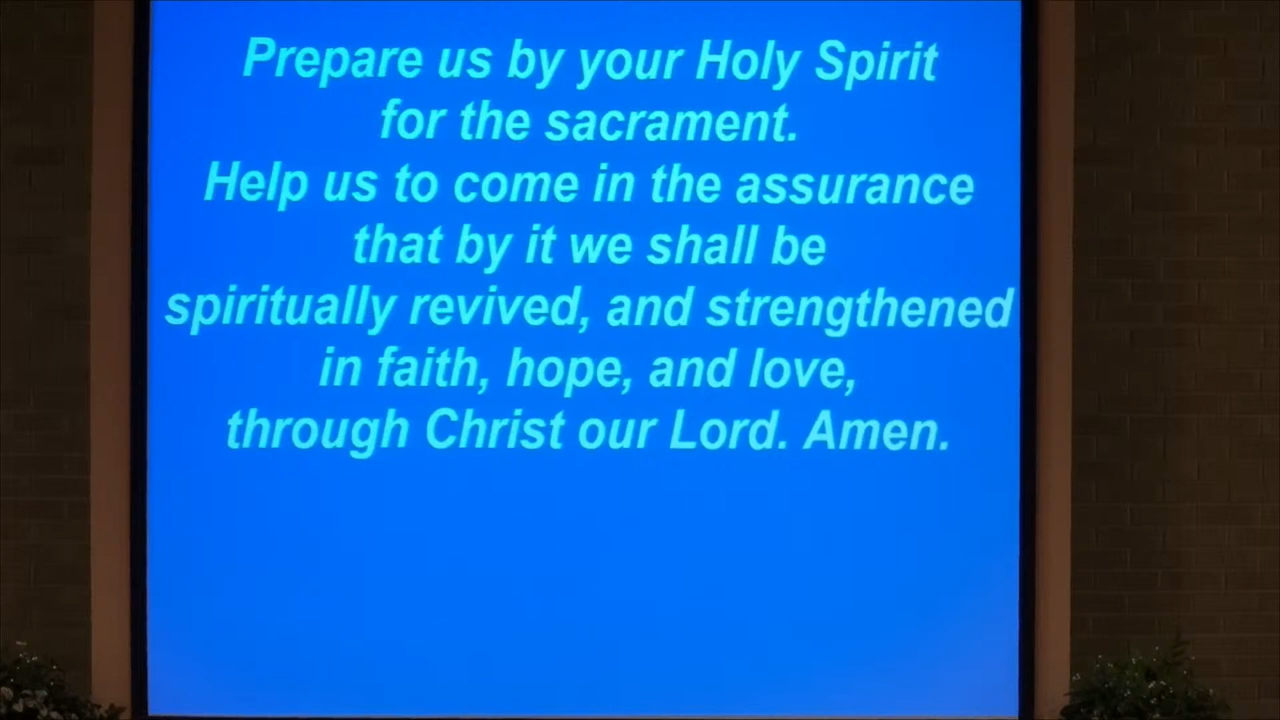 Prepare us by your Holy Spirit
for the sacrament.
Help us to come in the assurance
that by it we shall be
spiritually revived, and strengthened
in faith, hope, and love,
through Christ our Lord. Amen.